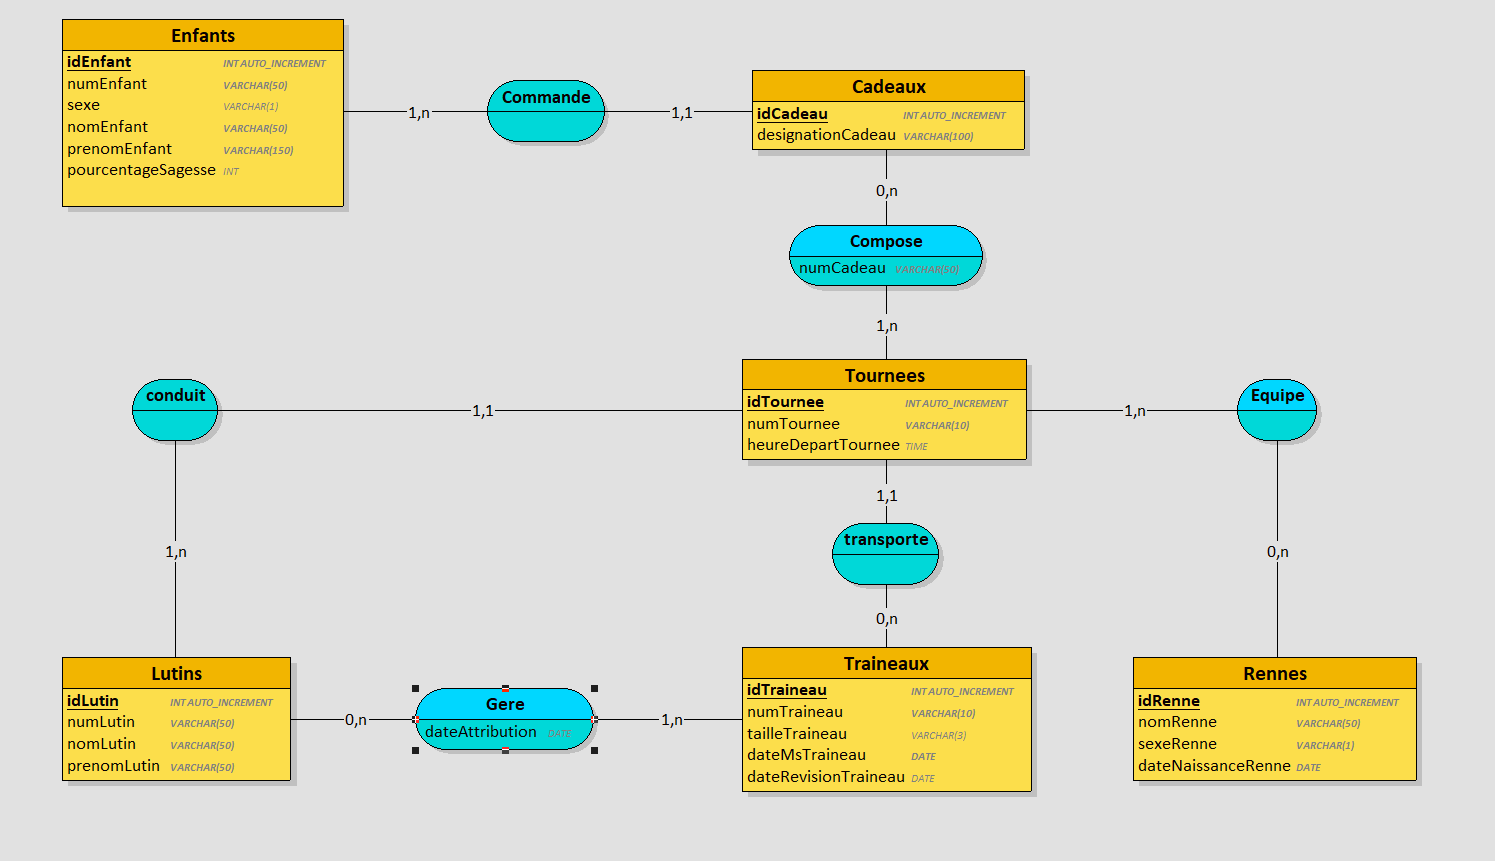 Enfants
idEnfant INT AUTO_INCREMENT
numEnfant VARCHAR(50)
sexe VARCHAR(1)
nomEnfant VARCHAR(50)
prenomEnfant VARCHAR(150)
pourcentageSagesse INT
1,n
Commande
1,1
Cadeaux
idCadeau INT AUTO_INCREMENT
designationCadeau VARCHAR(100)
0,n
Compose
numCadeau VARCHAR(50)
1,n
conduit
1,1
Tournees
idTournee INT AUTO_INCREMENT
numTournee VARCHAR(10)
heureDepartTournee TIME
1,n
Equipe
1,1
transporte
1,n
0,n
0,n
Lutins
idLutin INT AUTO_INCREMENT
numLutin VARCHAR(50)
nomLutin VARCHAR(50)
prenomLutin VARCHAR(50)
0,n
Gere
dateAttribution DATE
1,n
Traineaux
idTraineau INT AUTO_INCREMENT
numTraineau VARCHAR(10)
tailleTraineau VARCHAR(3)
dateMsTraineau DATE
dateRevisionTraineau DATE
Rennes
idRenne INT AUTO_INCREMENT
nomRenne VARCHAR(50)
sexeRenne VARCHAR(1)
dateNaissanceRenne DATE